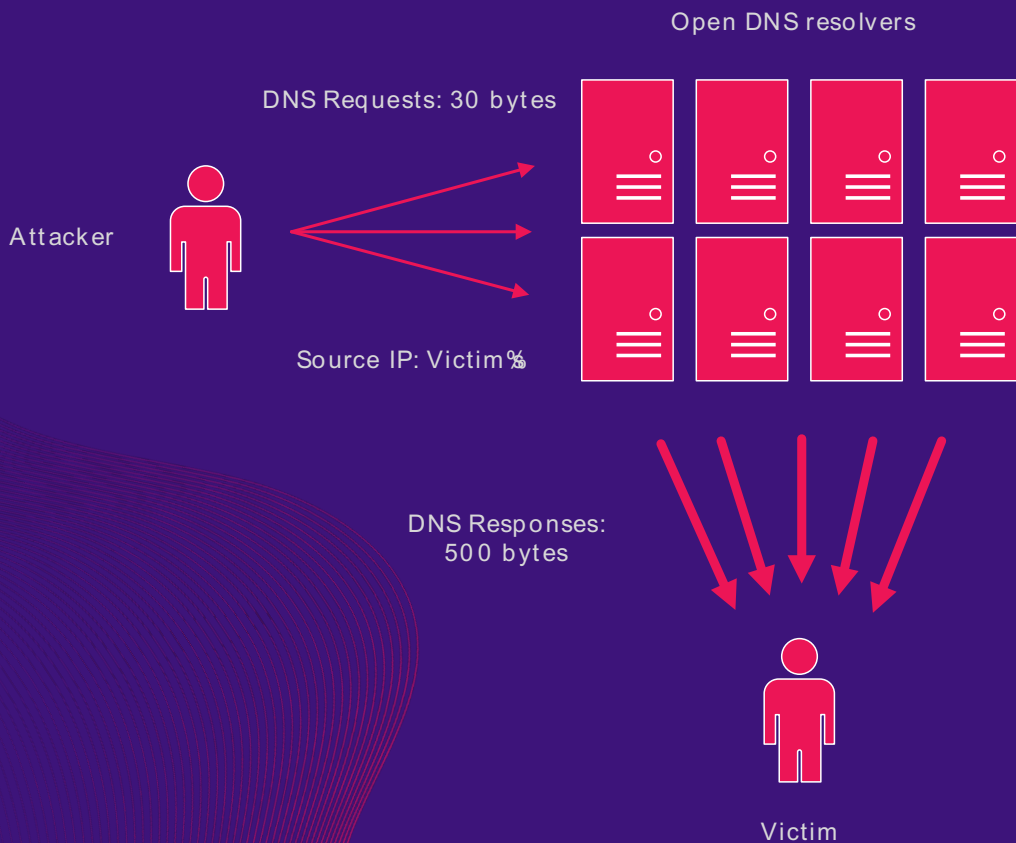 Open DNS resolvers
DNS Requests: 30 bytes
Attacker
Source IP: Victim%
DNS Responses:
500 bytes
Victim